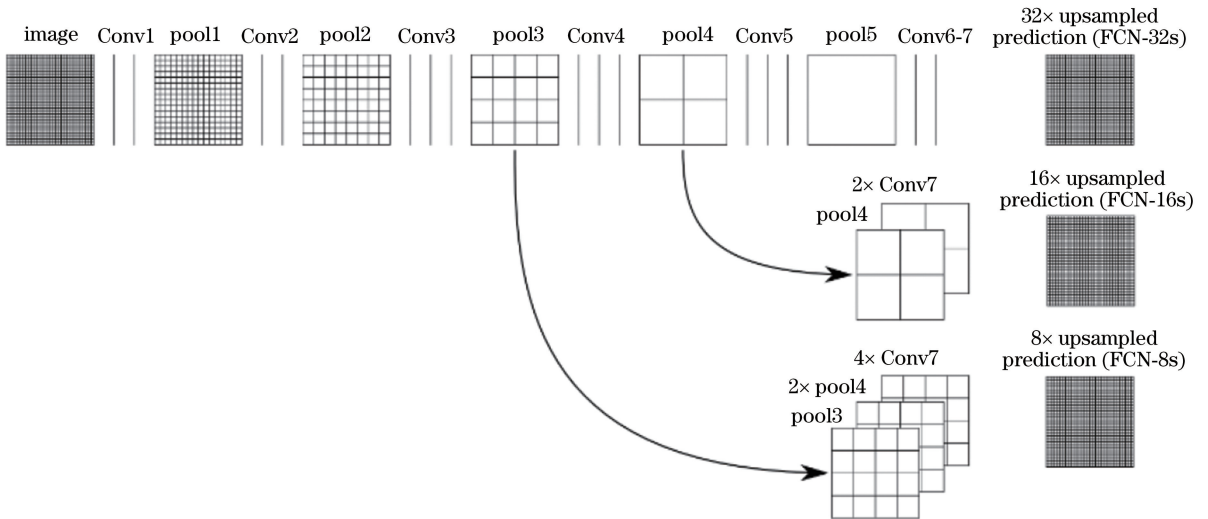 image Conv1 pool1 Conv2 pool2 Conv3 pool3 Conv4 pool4 Conv5 pool5 Conv6-7
32× upsampled
prediction (FCN-32s)
2× Conv7
pool4
16× upsampled
prediction (FCN-16s)
4× Conv7
2× pool4
pool3
8× upsampled
prediction (FCN-8s)